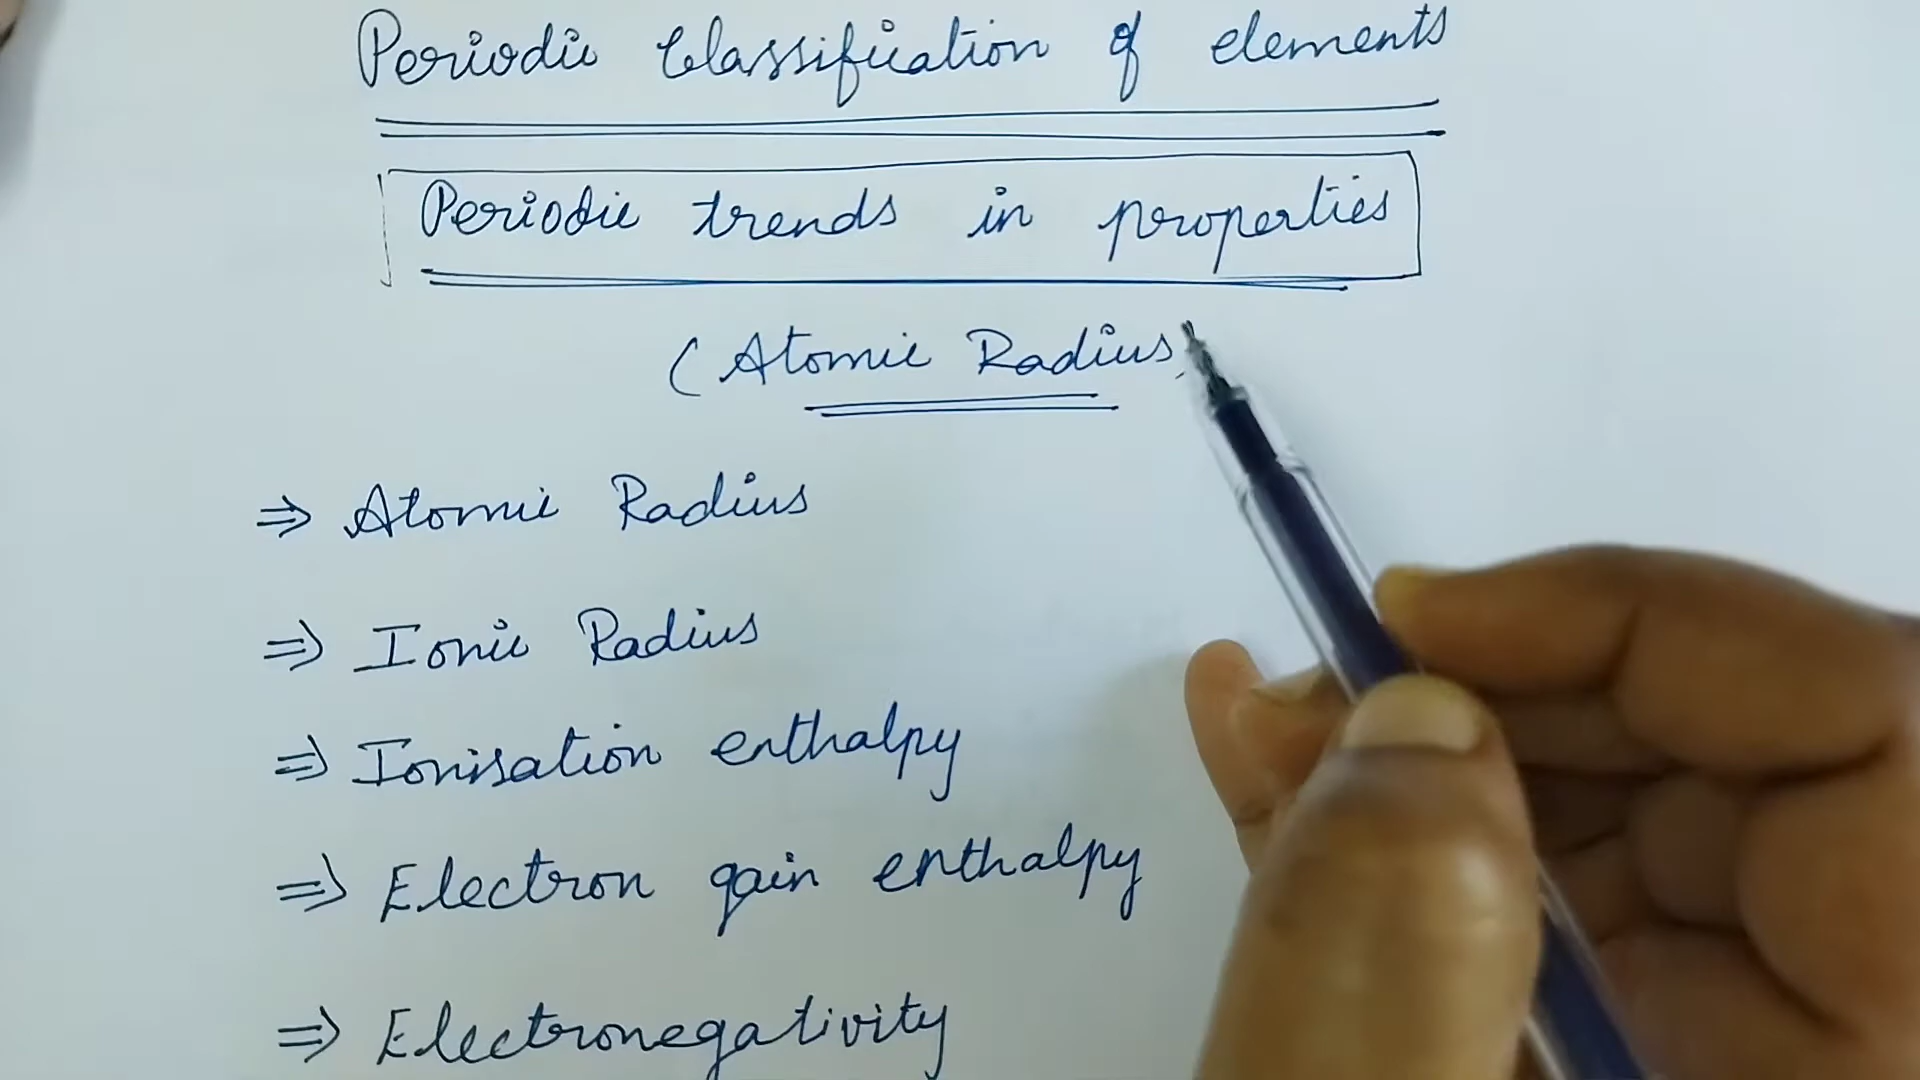 Periodic Classification of elements
Periodic trends in properties
(Atomic Radius)
⇒ Atomic Radius
⇒ Ionic Radius
⇒ Ionisation enthalpy
⇒ Electron gain enthalpy
⇒ Electronegativity